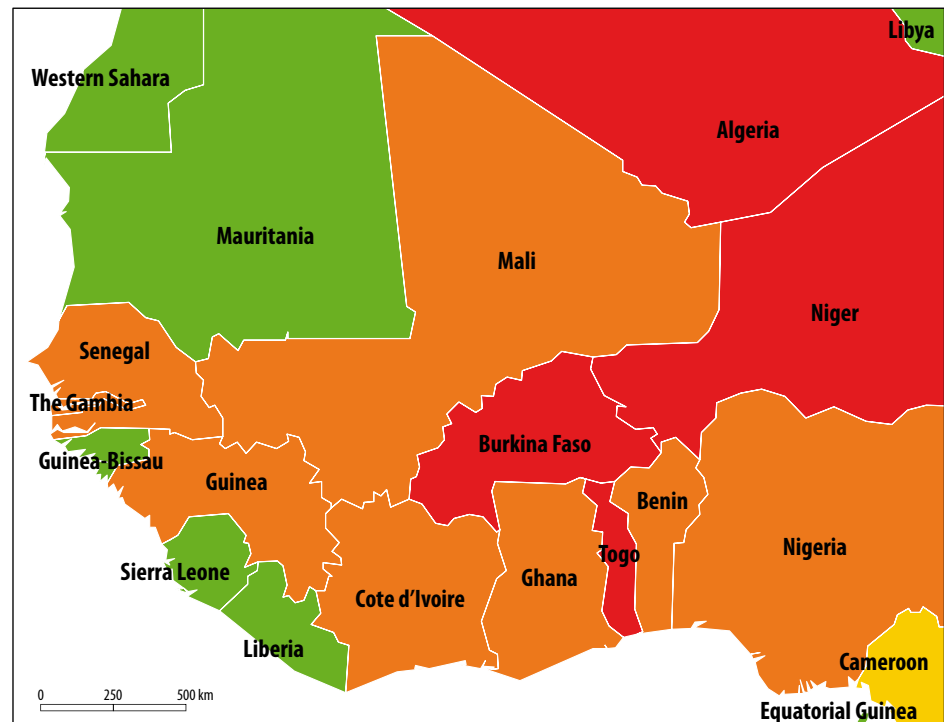 Libya
Western Sahara
Algeria
Mauritania
Mali
Niger
Senegal
The Gambia
Burkina Faso
Guinea-Bissau
Guinea
Benin
Nigeria
Togo
Sierra Leone
Ghana
Cote d’Ivoire
Liberia
Cameroon
0 250 500 km
Equatorial Guinea